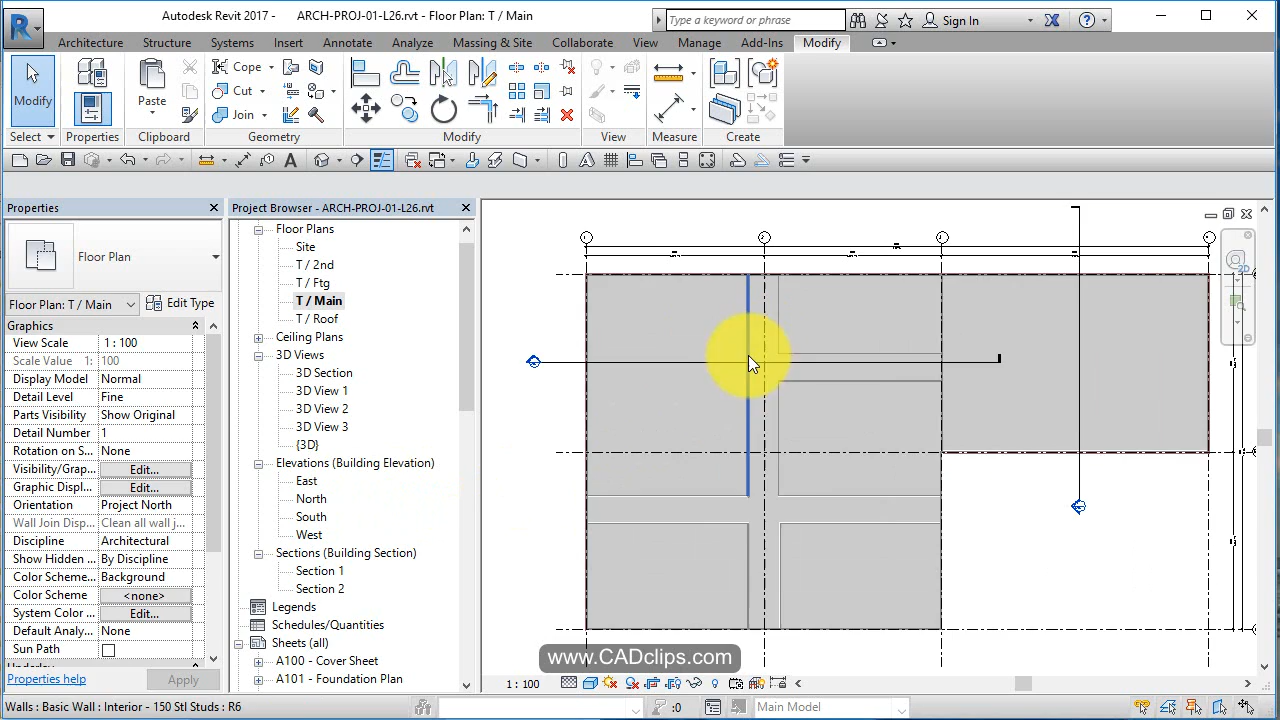 Autodesk Revit 2017 - ARCH-PROJ-01-L26.rvt - Floor Plan: T / Main
Type a keyword or phrase
Sign In
Architecture Structure Systems Insert Annotate Analyze Massing & Site Collaborate View Manage Add-Ins Modify
Modify
Paste
Cope
Cut
Join
Select Properties Clipboard Geometry Modify View Measure Create
Properties
Floor Plan
Floor Plan: T / Main Edit Type
Graphics
View Scale 1 : 100
Scale Value 1: 100
Display Model Normal
Detail Level Fine
Parts Visibility Show Original
Detail Number 1
Rotation on S... None
Visibility/Grap... Edit...
Graphic Displ... Edit...
Orientation Project North
Wall Join Disp... Clean all wall j...
Discipline Architectural
Show Hidden ... By Discipline
Color Scheme... Background
Color Scheme <none>
System Color ... Edit...
Default Analy... None
Sun Path
Underlay
Properties help Apply
Project Browser - ARCH-PROJ-01-L26.rvt
Floor Plans
Site
T / 2nd
T / Ftg
T / Main
T / Roof
Ceiling Plans
3D Views
3D Section
3D View 1
3D View 2
3D View 3
{3D}
Elevations (Building Elevation)
East
North
South
West
Sections (Building Section)
Section 1
Section 2
Legends
Schedules/Quantities
Sheets (all)
A100 - Cover Sheet
A101 - Foundation Plan
2D
www.CADclips.com
1 : 100
Walls : Basic Wall : Interior - 150 Stl Studs : R6
:0
Main Model